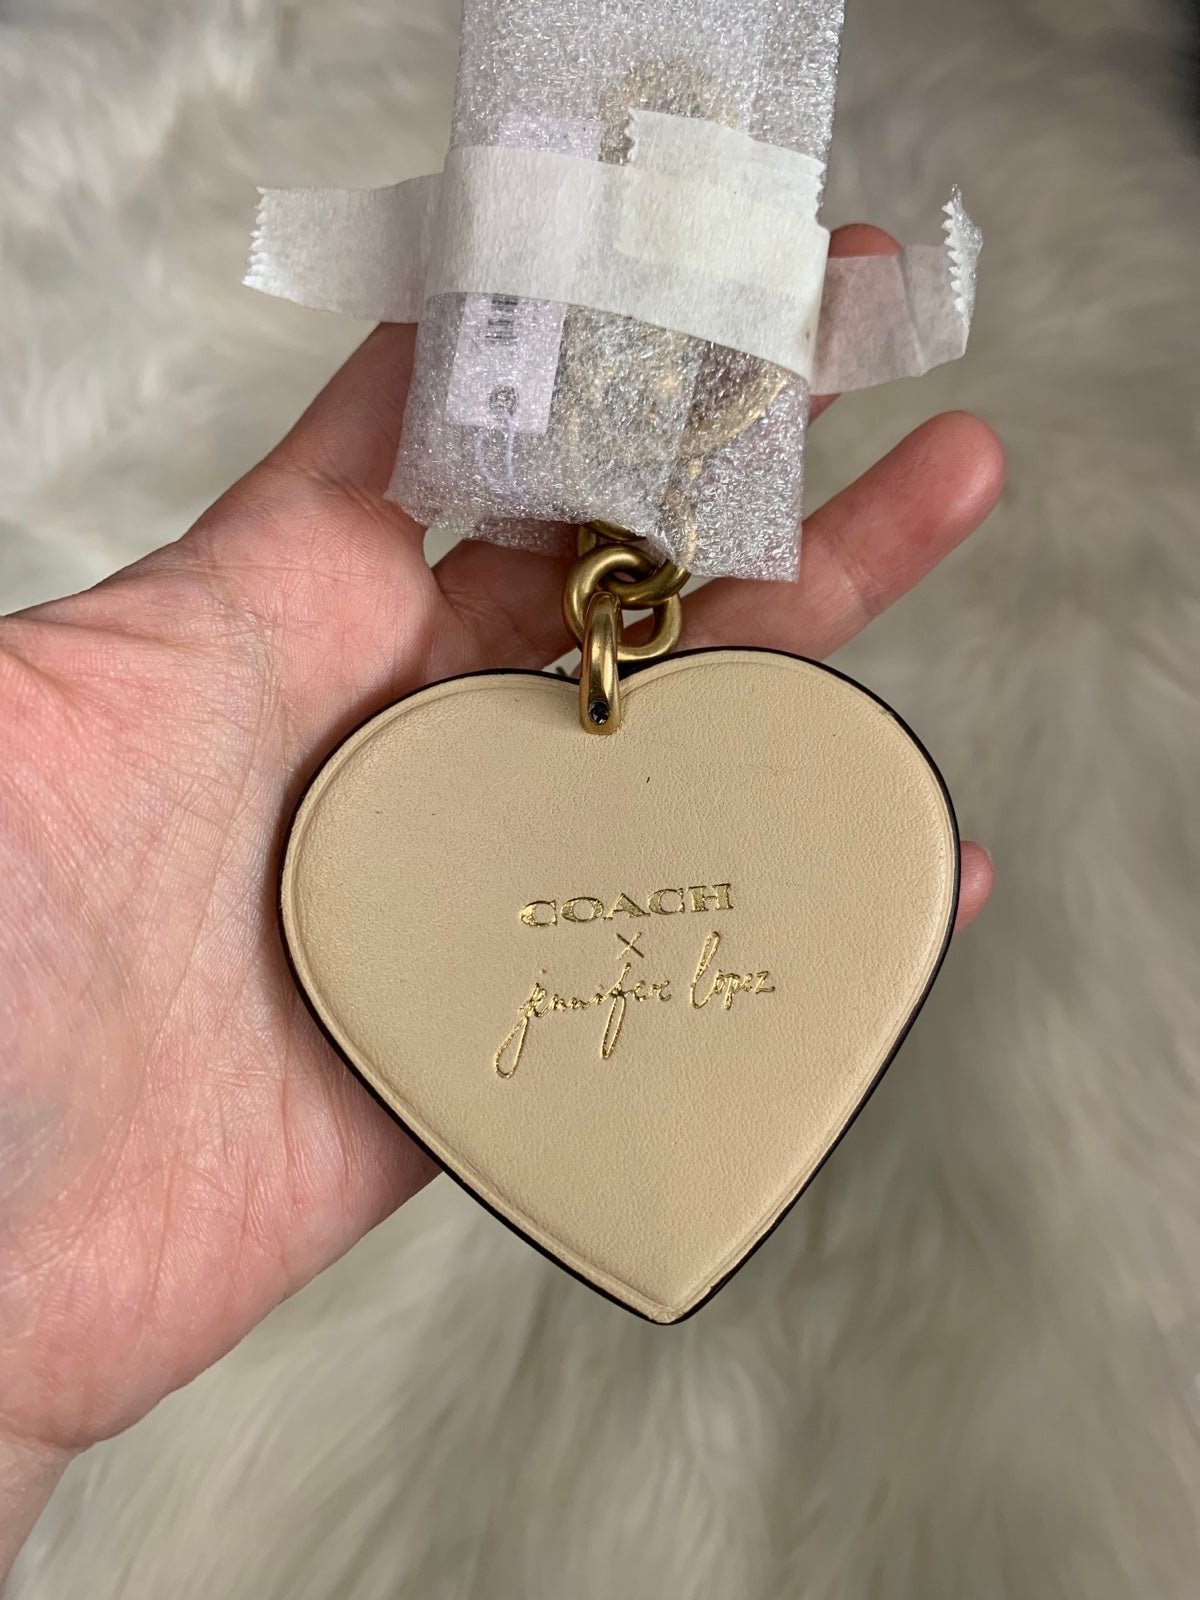 COACH
×
jennifer lopez